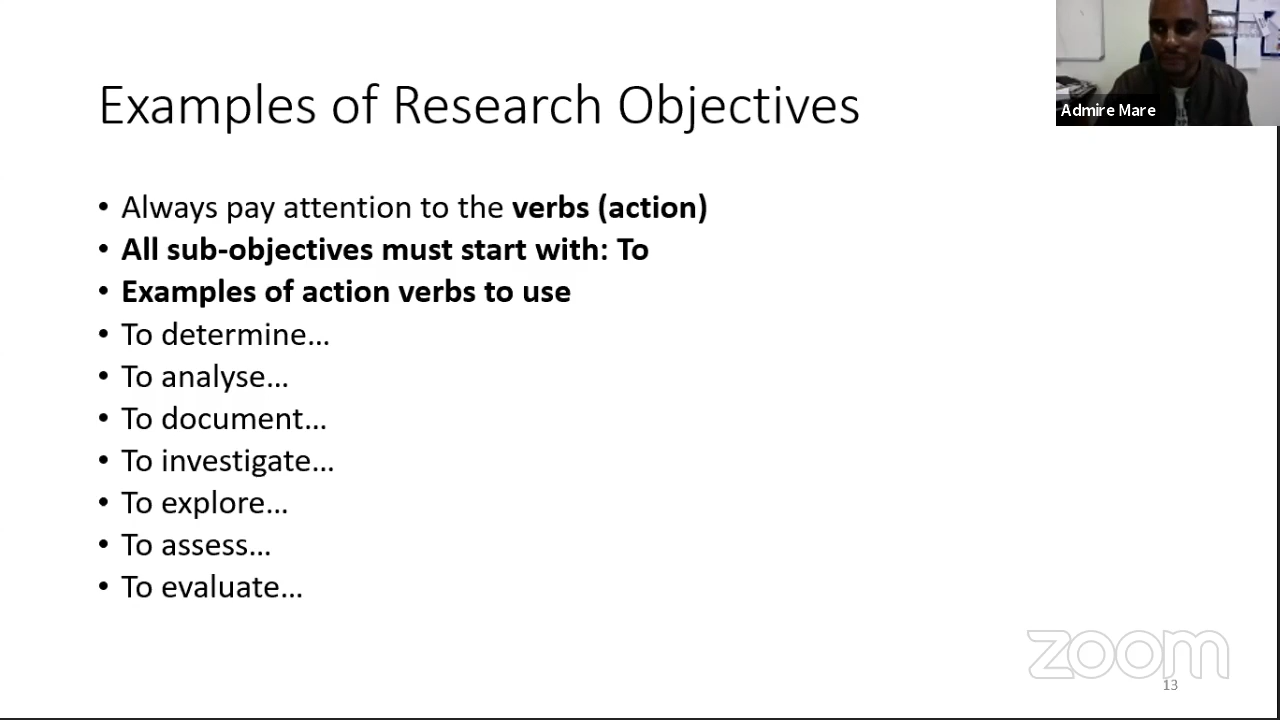 Examples of Research Objectives
Admire Mare
• Always pay attention to the verbs (action)
• All sub-objectives must start with: To
• Examples of action verbs to use
• To determine…
• To analyse…
• To document…
• To investigate…
• To explore…
• To assess…
• To evaluate…
zoom
13